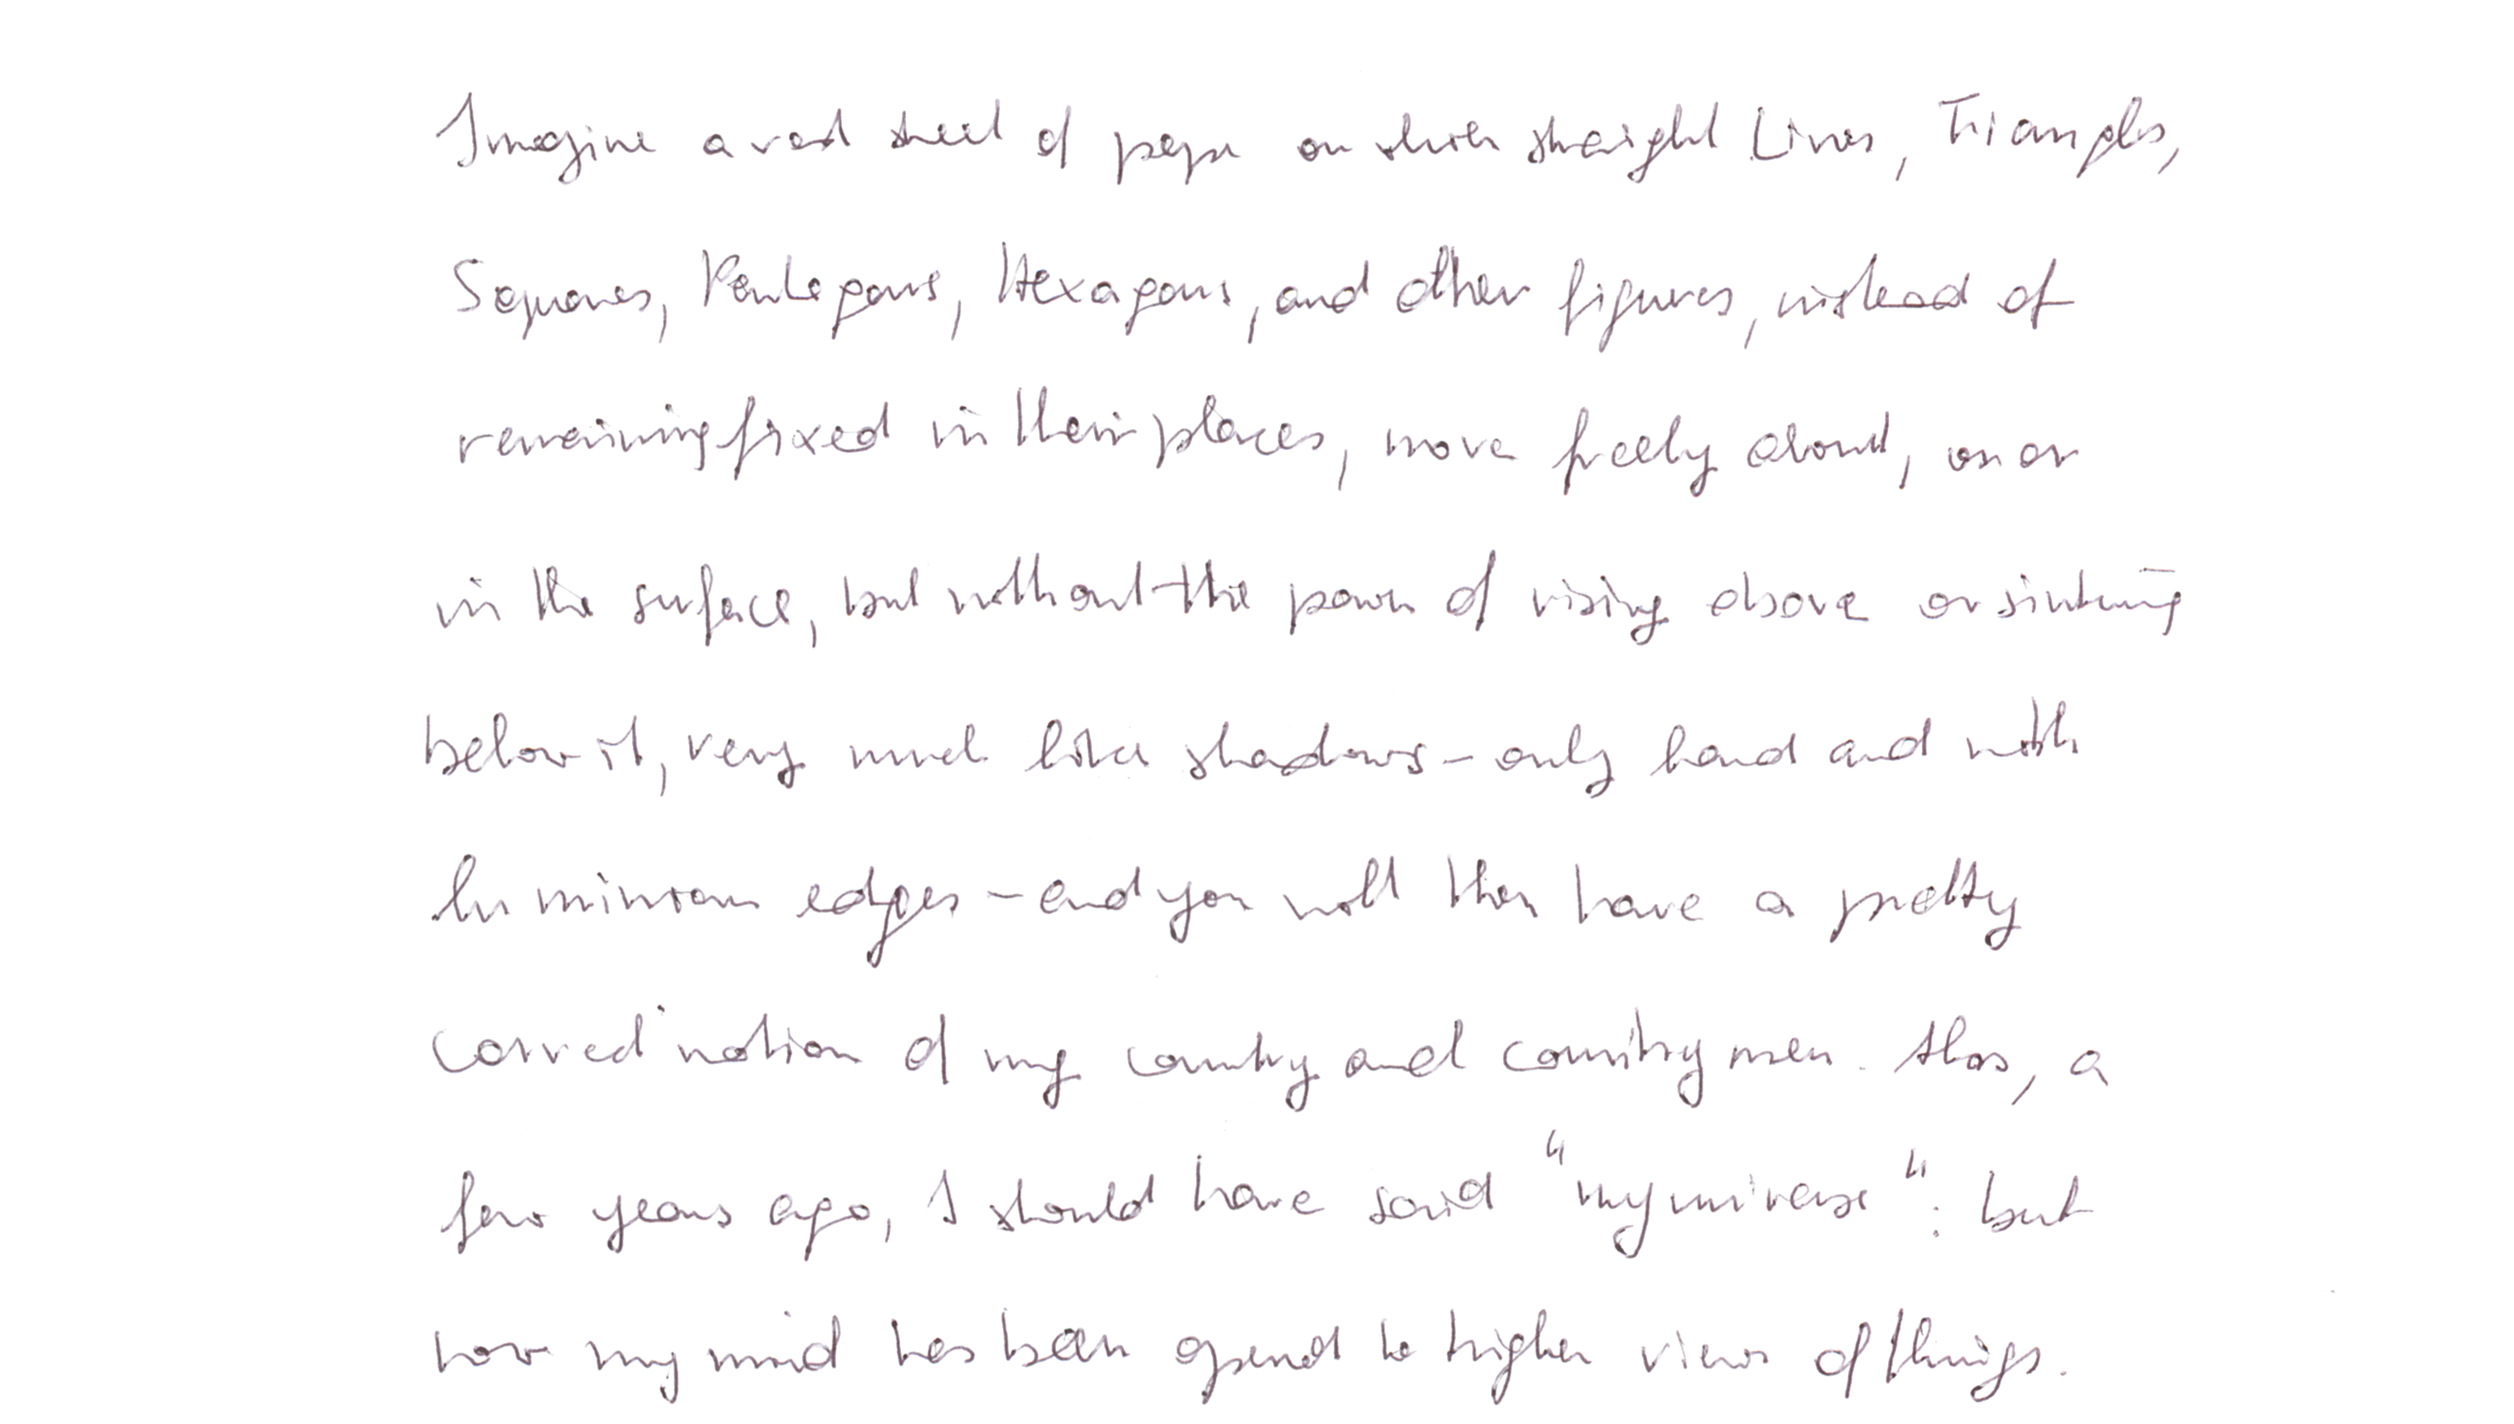 Imagine a vast sheet of paper on which straight Lines, Triangles,
Squares, Pentagons, Hexagons, and other figures, instead of
remaining fixed in their places, move freely about, on or
in the surface, but without the power of rising above or sinking
below it, very much like shadows - only hard and with
luminous edges - and you will then have a pretty
correct notion of my country and countrymen. Alas, a
few years ago, I should have said "my universe": but
now my mind has been opened to higher views of things.